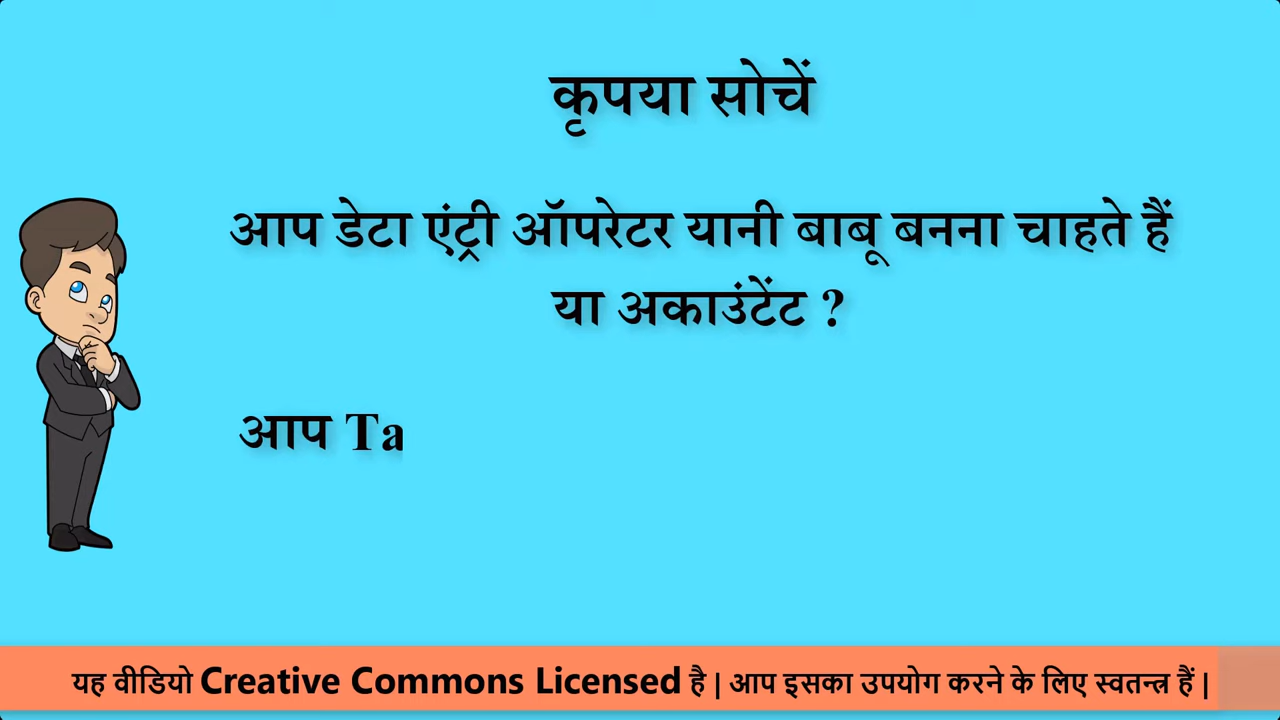 कृपया सोचें
आप डेटा एंट्री ऑपरेटर यानी बाबू बनना चाहते हैं
या अकाउंटेंट ?
आप Ta
यह वीडियो Creative Commons Licensed है | आप इसका उपयोग करने के लिए स्वतन्त्र हैं |